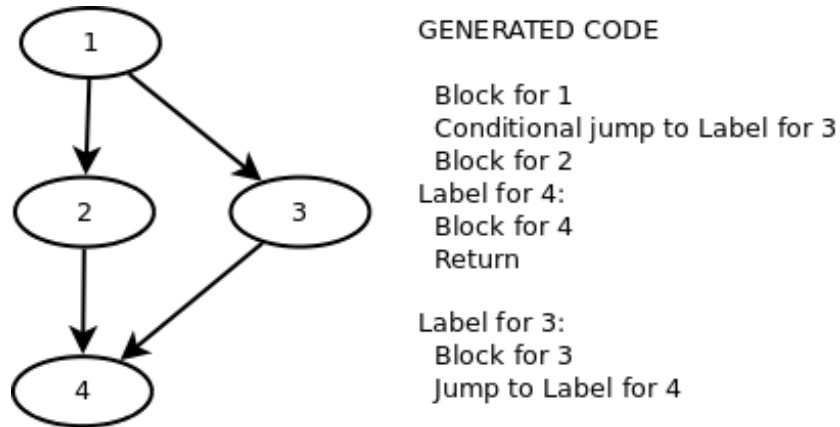 1
2
3
4
GENERATED CODE
Block for 1
Conditional jump to Label for 3
Block for 2
Label for 4:
Block for 4
Return
Label for 3:
Block for 3
Jump to Label for 4